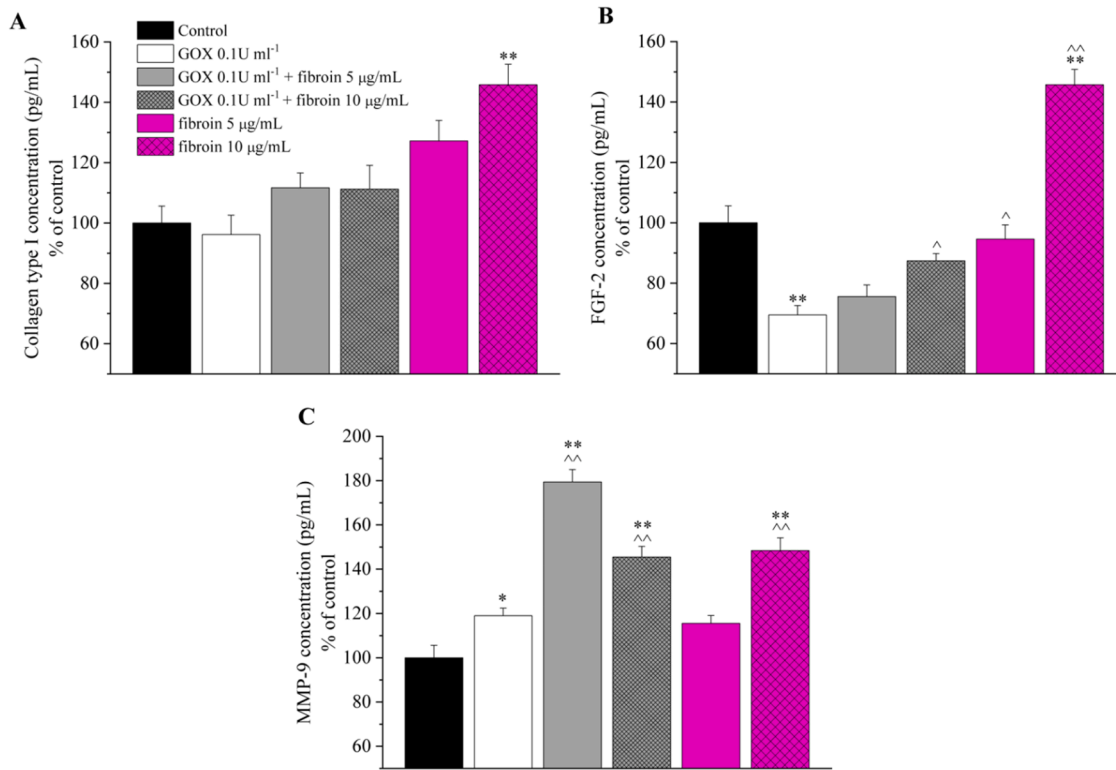 A
Collagen type I concentration (pg/mL)
% of control
160
140
120
100
80
60
Control
GOX 0.1U ml⁻¹
GOX 0.1U ml⁻¹ + fibroin 5 μg/mL
GOX 0.1U ml⁻¹ + fibroin 10 μg/mL
fibroin 5 μg/mL
fibroin 10 μg/mL
**
B
FGF-2 concentration (pg/mL)
% of control
160
140
120
100
80
60
**
^
^
^^
**
C
MMP-9 concentration (pg/mL)
% of control
200
180
160
140
120
100
80
60
*
**
^^
**
^^
**
^^